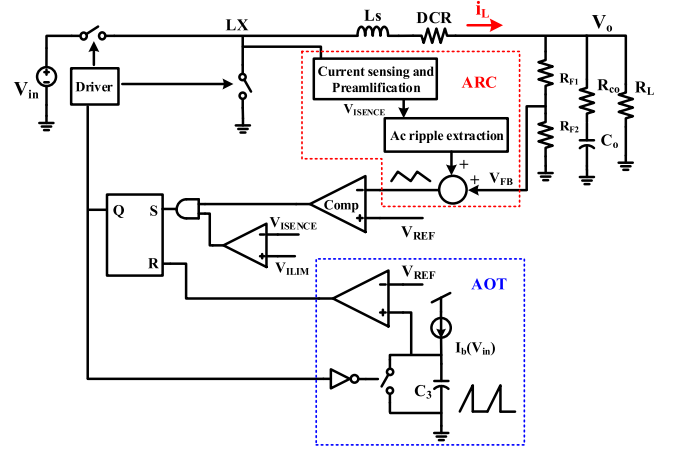 LX
Ls
DCR
iL
Vo
Vin
Driver
Current sensing and
Preamlification
ARC
VISENCE
Ac ripple extraction
RF1
RF2
Rco
Co
RL
+
+
VFB
Comp
−
+
VREF
Q
S
R
VISENCE
−
+
VILIM
VREF
−
+
AOT
Ib(Vin)
C3